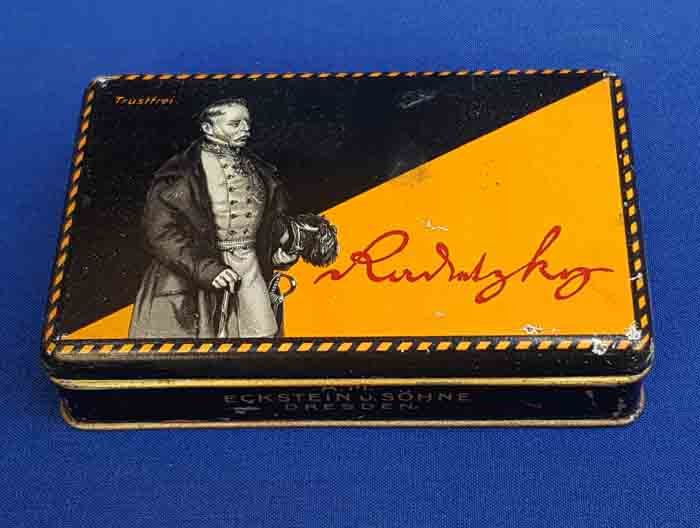 Trustfrei
Radetzky
ECKSTEIN U. SÖHNE
DRESDEN.